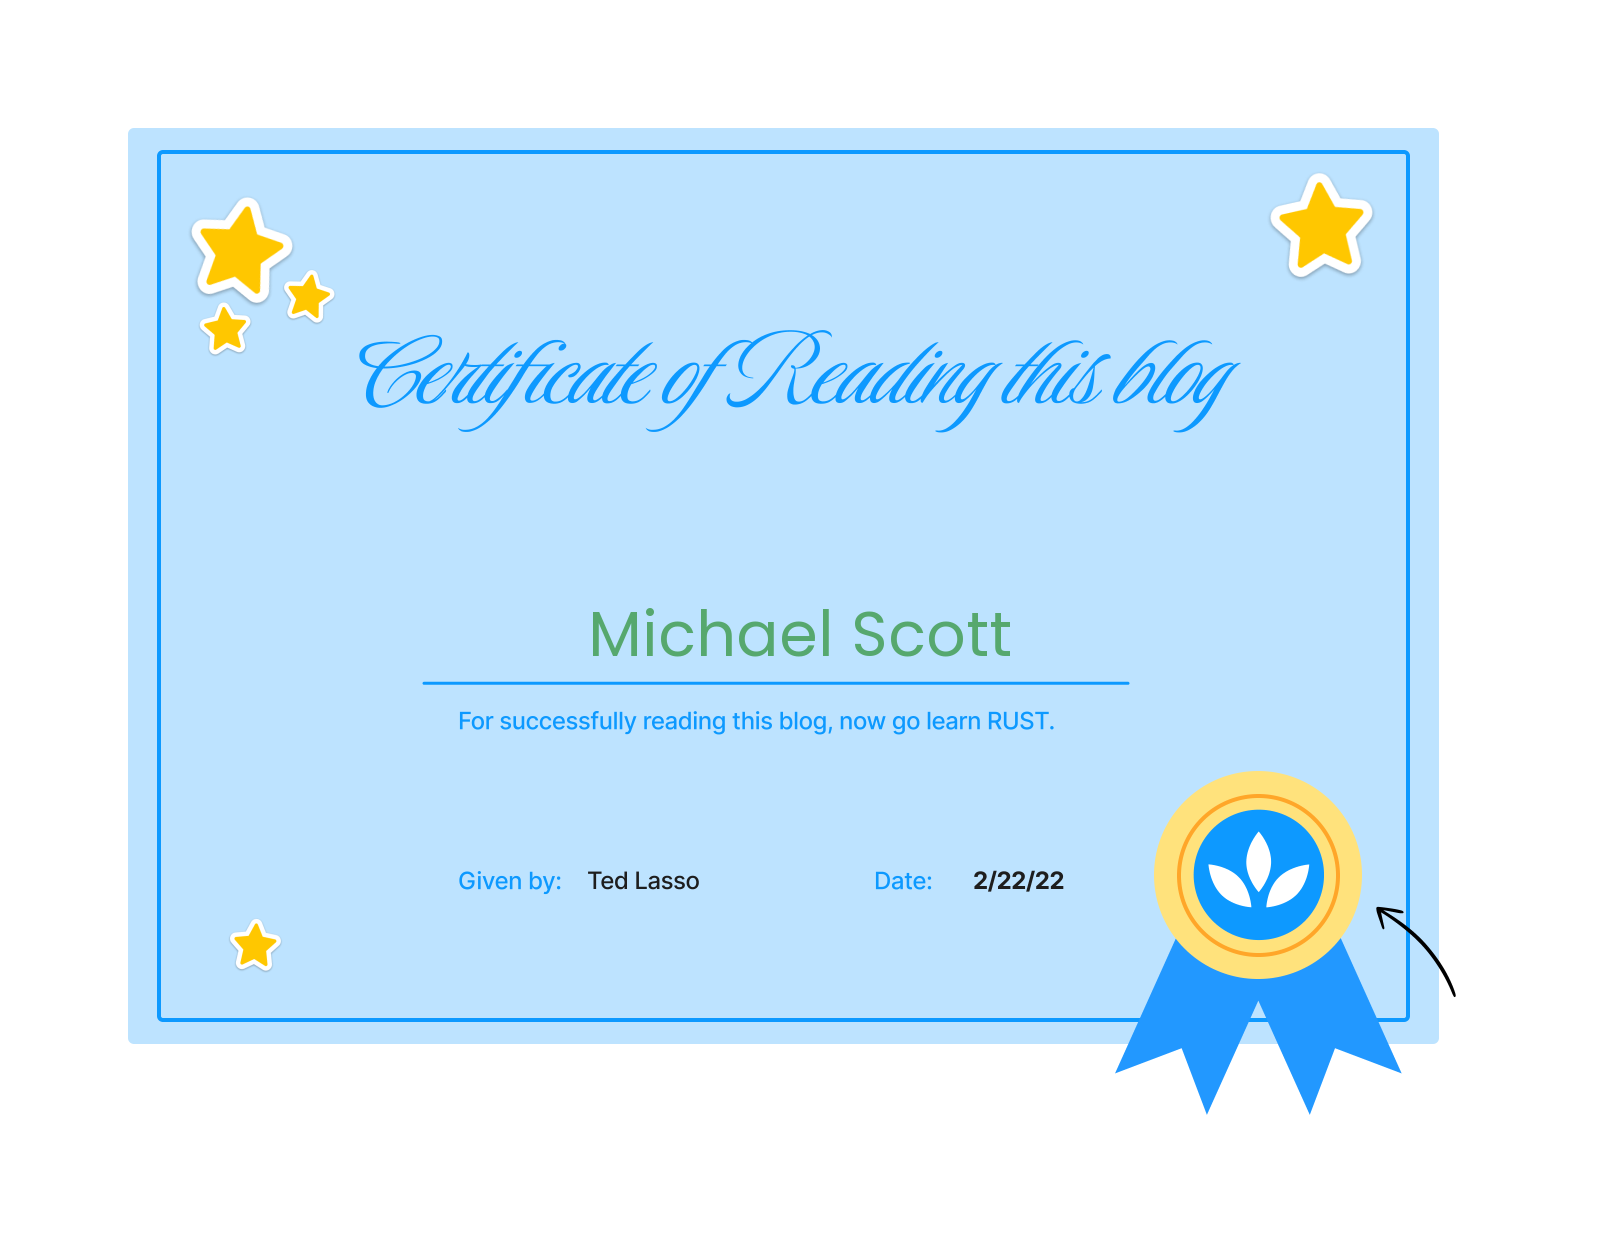 Certificate of Reading this blog
Michael Scott
For successfully reading this blog, now go learn RUST.
Given by: Ted Lasso Date: 2/22/22